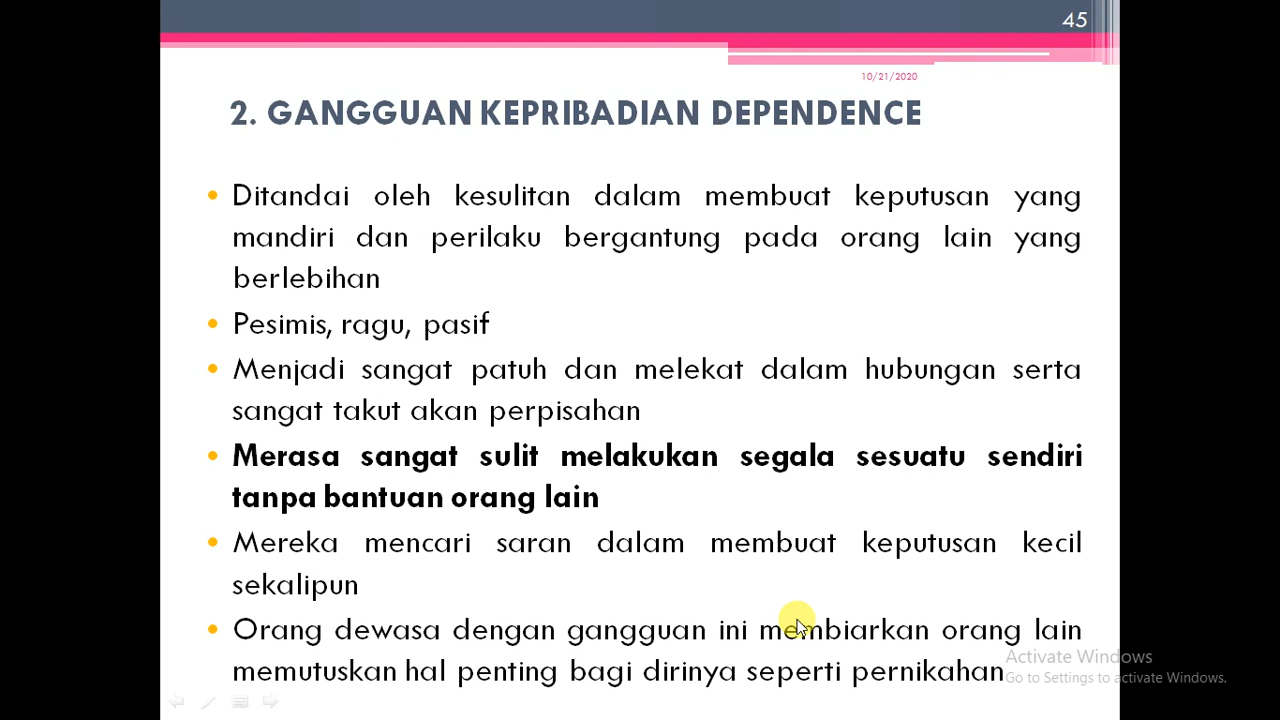 45
10/21/2020
2. GANGGUAN KEPRIBADIAN DEPENDENCE
• Ditandai oleh kesulitan dalam membuat keputusan yang
mandiri dan perilaku bergantung pada orang lain yang
berlebihan
• Pesimis, ragu, pasif
• Menjadi sangat patuh dan melekat dalam hubungan serta
sangat takut akan perpisahan
• Merasa sangat sulit melakukan segala sesuatu sendiri
tanpa bantuan orang lain
• Mereka mencari saran dalam membuat keputusan kecil
sekalipun
• Orang dewasa dengan gangguan ini membiarkan orang lain
memutuskan hal penting bagi dirinya seperti pernikahan
Activate Windows
Go to Settings to activate Windows.